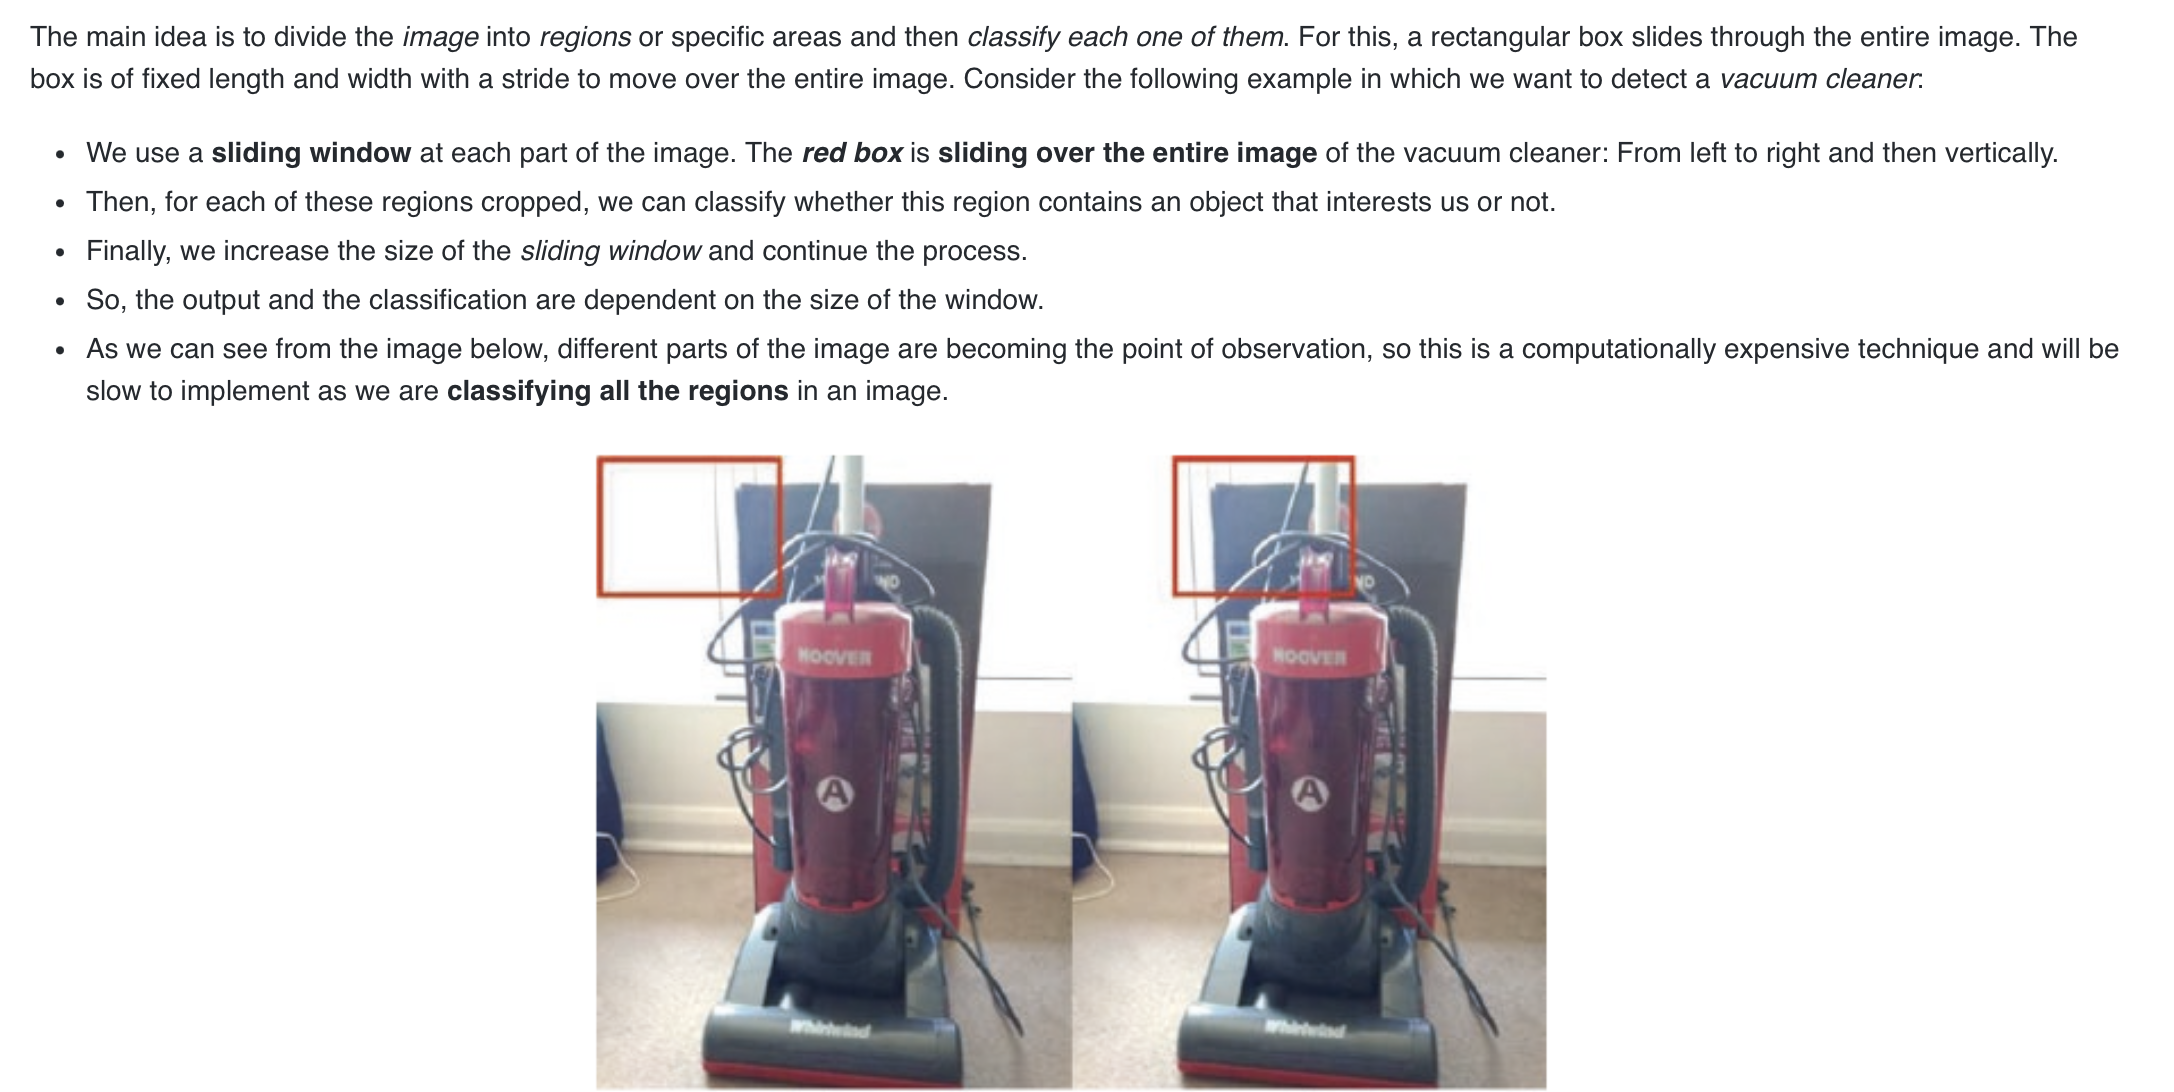 The main idea is to divide the image into regions or specific areas and then classify each one of them. For this, a rectangular box slides through the entire image. The
box is of fixed length and width with a stride to move over the entire image. Consider the following example in which we want to detect a vacuum cleaner:
• We use a sliding window at each part of the image. The red box is sliding over the entire image of the vacuum cleaner: From left to right and then vertically.
• Then, for each of these regions cropped, we can classify whether this region contains an object that interests us or not.
• Finally, we increase the size of the sliding window and continue the process.
• So, the output and the classification are dependent on the size of the window.
• As we can see from the image below, different parts of the image are becoming the point of observation, so this is a computationally expensive technique and will be
slow to implement as we are classifying all the regions in an image.
HOOVER
A
Whirlwind
HOOVER
A
Whirlwind